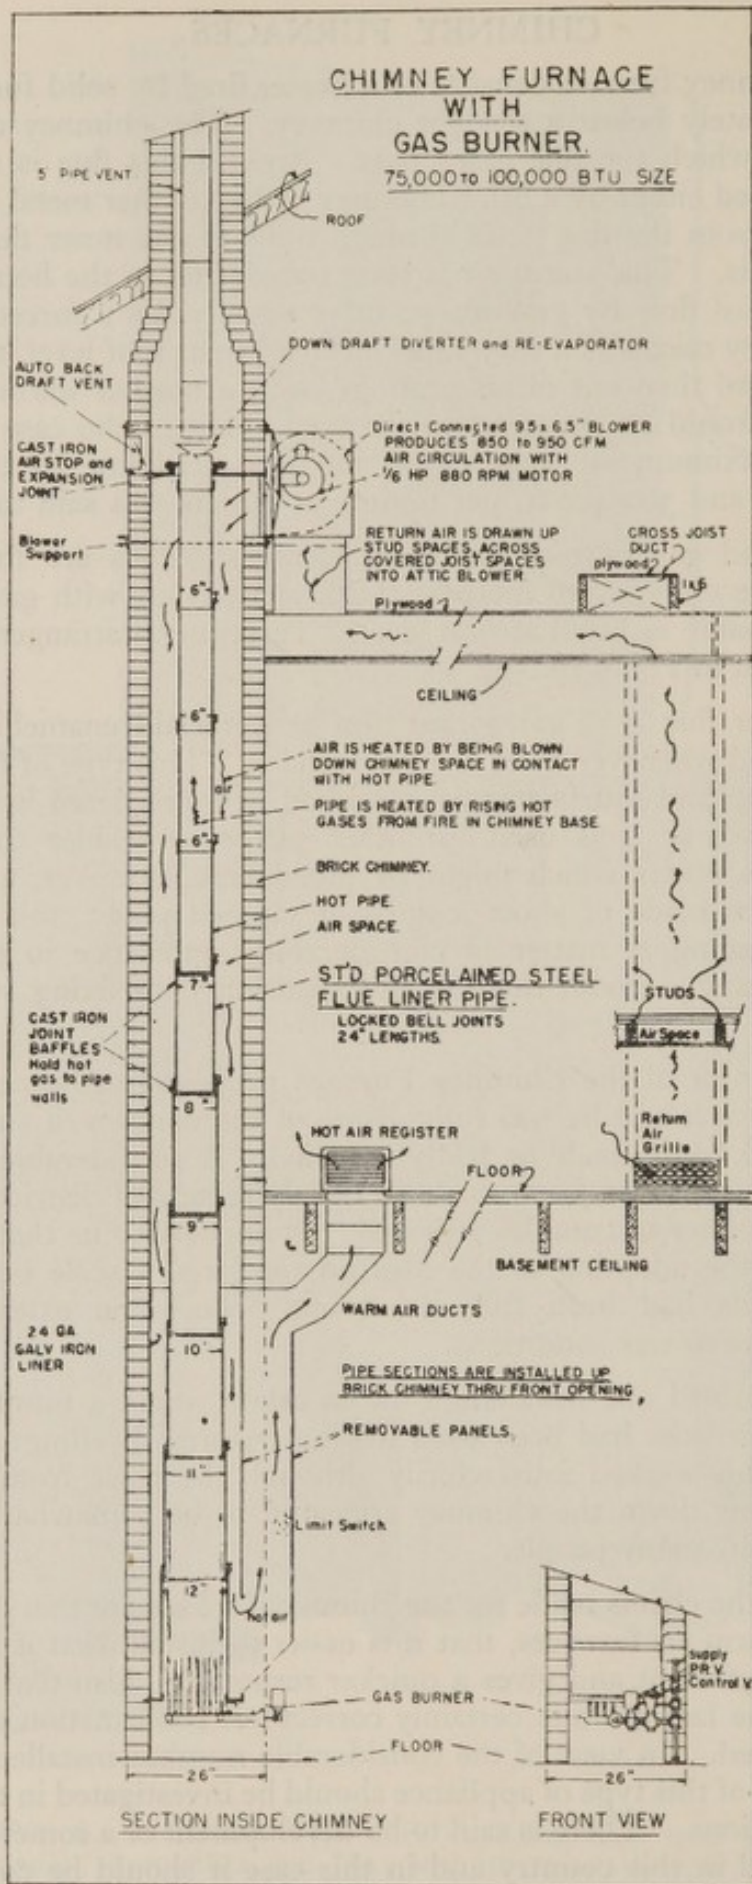 CHIMNEY FURNACES
CHIMNEY FURNACE
WITH
GAS BURNER.
75,000 TO 100,000 BTU SIZE
5" PIPE VENT
ROOF
DOWN DRAFT DIVERTER and RE-EVAPORATOR
AUTO BACK
DRAFT VENT
Direct Connected 9.5 x 6.5" BLOWER
PRODUCES 850 to 950 CFM
AIR CIRCULATION WITH
1/6 HP 880 RPM MOTOR
CAST IRON
AIR STOP and
EXPANSION
JOINT
Blower
Support
RETURN AIR IS DRAWN UP
STUD SPACES, ACROSS
COVERED JOIST SPACES
INTO ATTIC BLOWER
CROSS JOIST
DUCT
plywood
1x6
Plywood
6"
CEILING
6"
AIR IS HEATED BY BEING BLOWN
DOWN CHIMNEY SPACE IN CONTACT
WITH HOT PIPE.
air
PIPE IS HEATED BY RISING HOT
GASES FROM FIRE IN CHIMNEY BASE
6"
BRICK CHIMNEY.
HOT PIPE.
AIR SPACE.
7"
ST'D PORCELAINED STEEL
FLUE LINER PIPE.
LOCKED BELL JOINTS
24" LENGTHS.
STUDS
Air Space
CAST IRON
JOINT
BAFFLES
Hold hot
gas to pipe
walls
8"
Return
Air
Grille
HOT AIR REGISTER
FLOOR
9"
BASEMENT CEILING
WARM AIR DUCTS
24 GA
GALV IRON
LINER
10"
PIPE SECTIONS ARE INSTALLED UP
BRICK CHIMNEY THRU FRONT OPENING,
REMOVABLE PANELS,
11"
Limit Switch
12"
hot air
supply
P R V.
Control V.
GAS BURNER
FLOOR
26"
26"
SECTION INSIDE CHIMNEY
FRONT VIEW